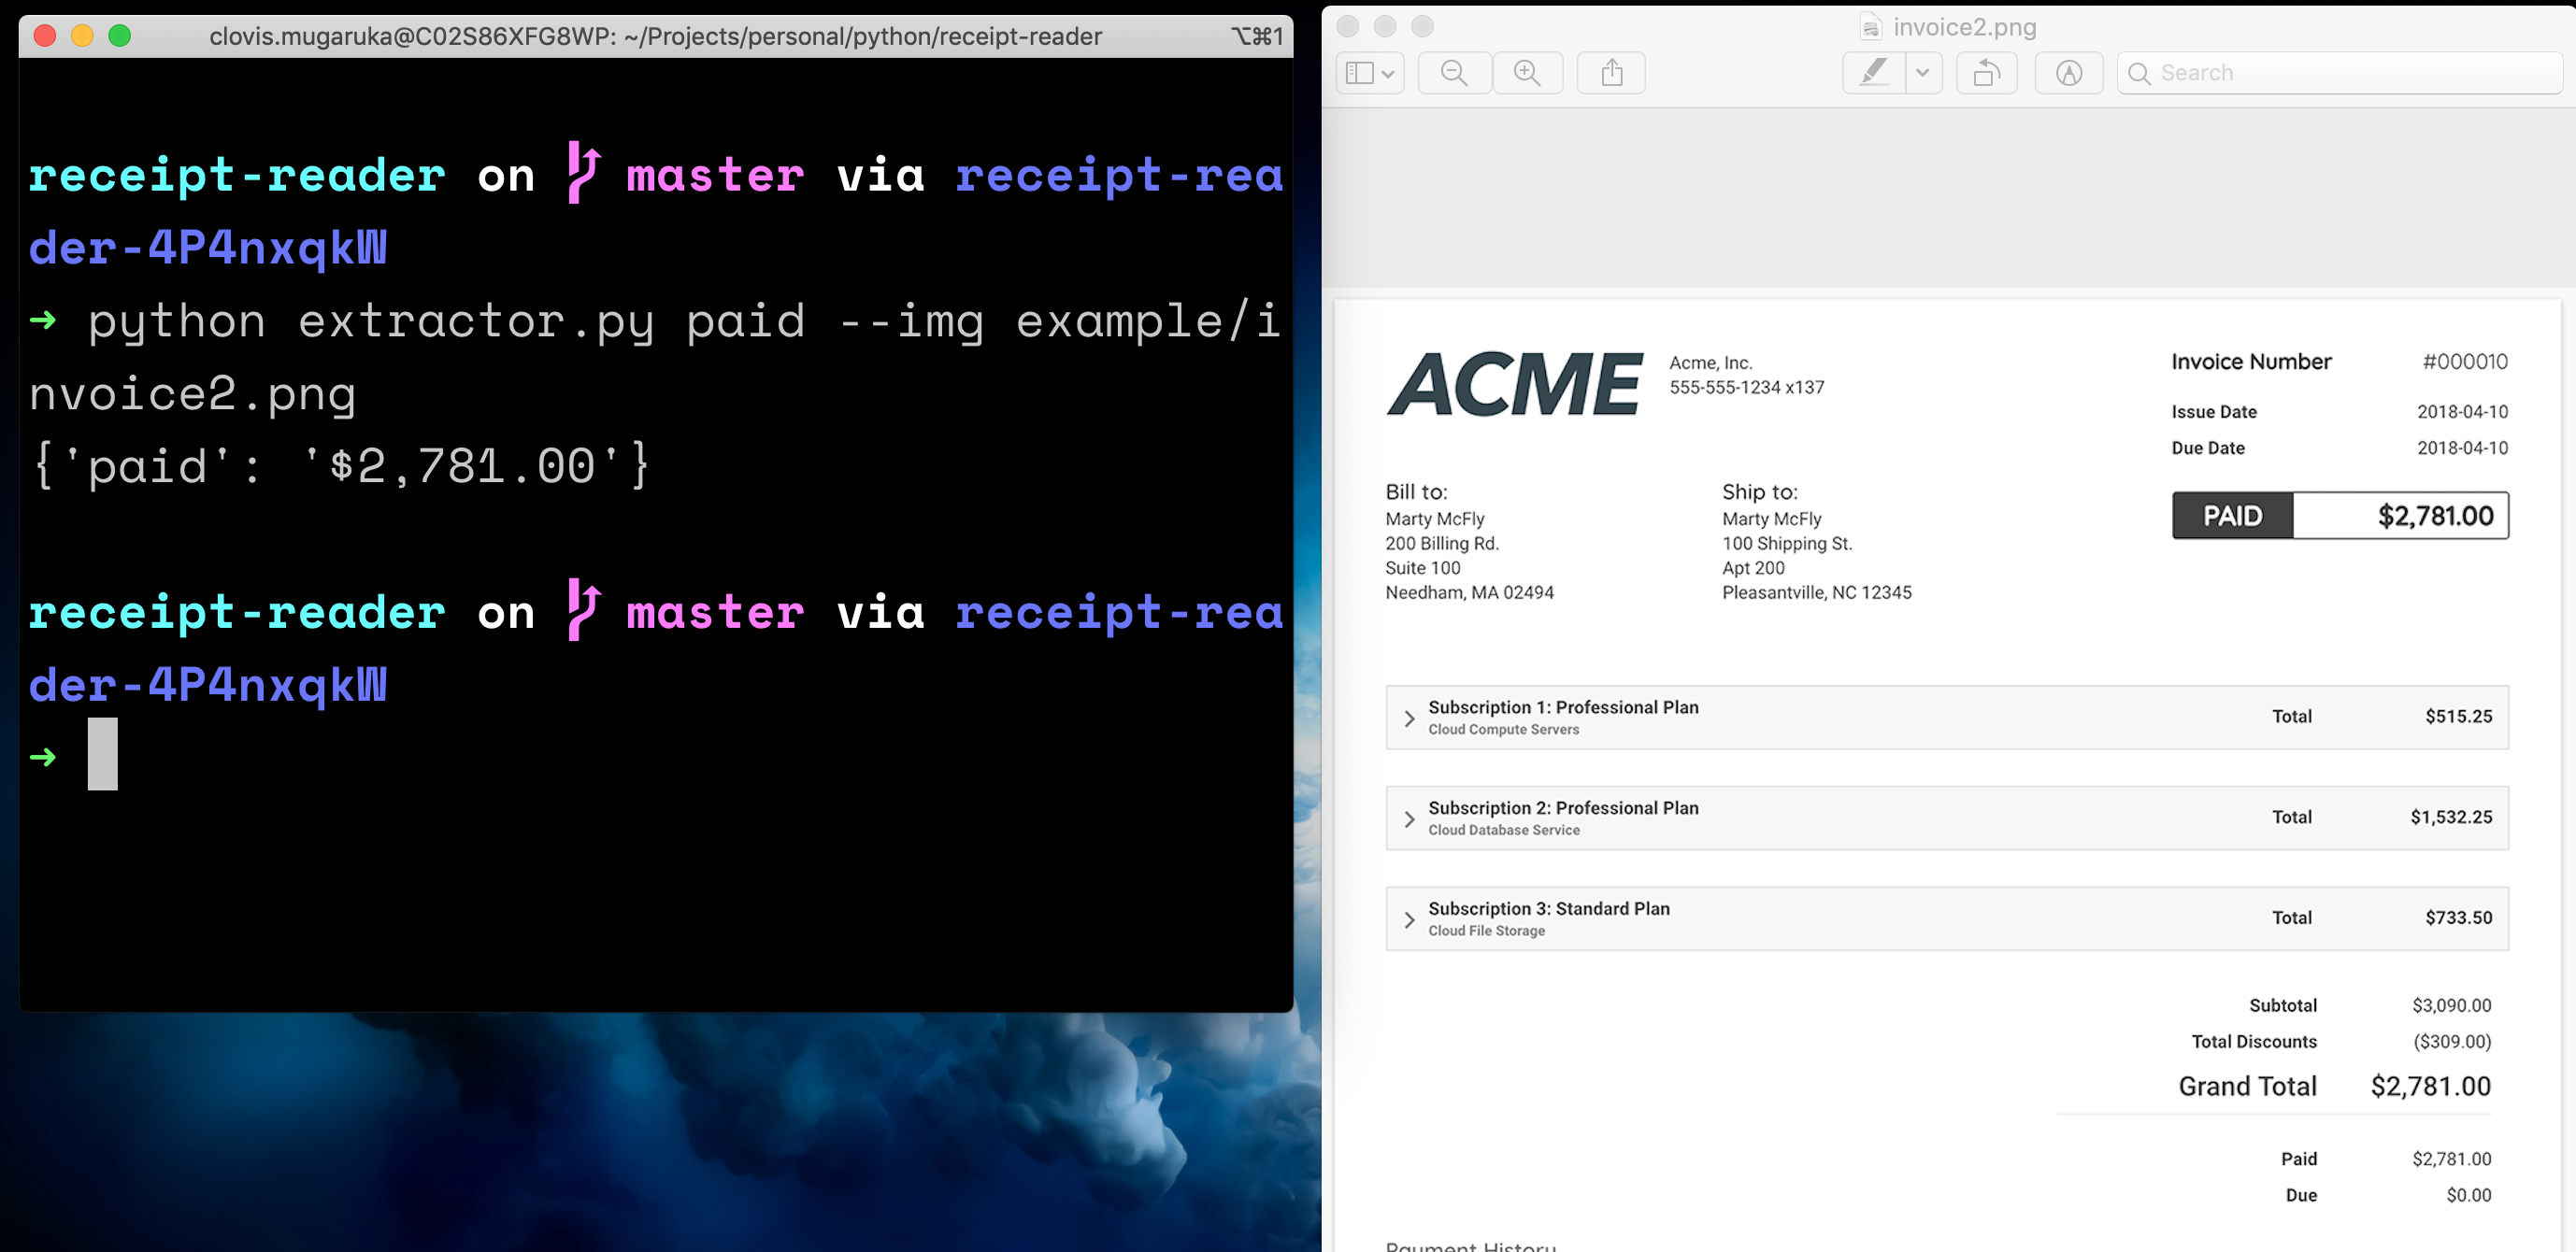 clovis.mugaruka@C02S86XFG8WP: ~/Projects/personal/python/receipt-reader
⌥⌘1
receipt-reader on master via receipt-rea
der-4P4nxqkW
➜ python extractor.py paid --img example/i
nvoice2.png
{'paid': '$2,781.00'}
receipt-reader on master via receipt-rea
der-4P4nxqkW
➜
invoice2.png
Search
ACME
Acme, Inc.
555-555-1234 x137
Invoice Number #000010
Issue Date 2018-04-10
Due Date 2018-04-10
PAID $2,781.00
Bill to:
Marty McFly
200 Billing Rd.
Suite 100
Needham, MA 02494
Ship to:
Marty McFly
100 Shipping St.
Apt 200
Pleasantville, NC 12345
Subscription 1: Professional Plan
Cloud Compute Servers
Total $515.25
Subscription 2: Professional Plan
Cloud Database Service
Total $1,532.25
Subscription 3: Standard Plan
Cloud File Storage
Total $733.50
Subtotal $3,090.00
Total Discounts ($309.00)
Grand Total $2,781.00
Paid $2,781.00
Due $0.00
Payment History